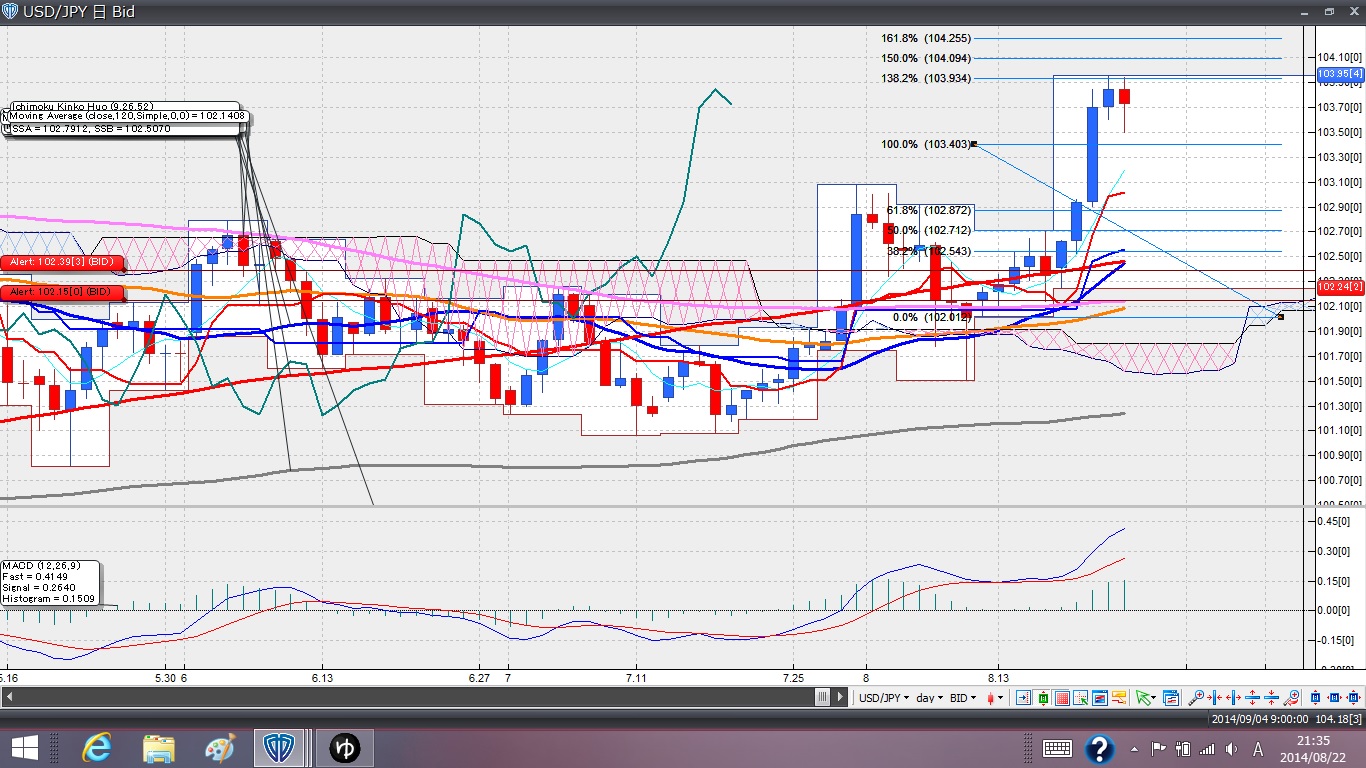 USD/JPY 日 Bid
161.8% (104.255)
150.0% (104.094)
138.2% (103.934)
100.0% (103.403)
61.8% (102.872)
50.0% (102.712)
38.2% (102.543)
0.0% (102.012)
Ichimoku Kinko Huo (9,26,52)
Moving Average (close,120,Simple,0,0) = 102.1408
SSA = 102.7912, SSB = 102.5070
Alert: 102.39[3] (BID)
Alert: 102.15[0] (BID)
104.10[0]
103.95[4]
103.70[0]
103.50[0]
103.30[0]
103.10[0]
102.90[0]
102.70[0]
102.50[0]
102.24[2]
102.10[0]
101.90[0]
101.70[0]
101.50[0]
101.30[0]
101.10[0]
100.90[0]
100.70[0]
MACD (12,26,9)
Fast = 0.4149
Signal = 0.2640
Histogram = 0.1509
0.45[0]
0.30[0]
0.15[0]
0.00[0]
-0.15[0]
5.16 5.30 6 6.13 6.27 7 7.11 7.25 8 8.13
USD/JPY day BID
2014/09/04 9:00:00 104.18[3]
ゆ
A
21:35
2014/08/22